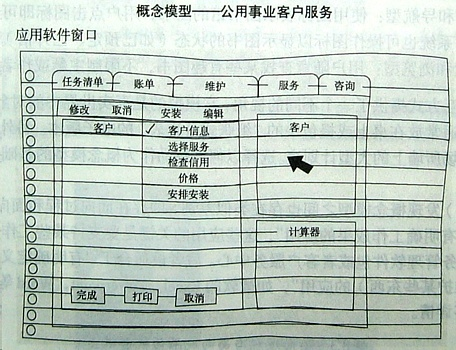 概念模型——公用事业客户服务
应用软件窗口
任务清单 账单 维护 服务 咨询
修改 取消 安装 编辑
客户 ✓ 客户信息 客户
选择服务
检查信用
价格
安排安装
计算器
完成 打印 取消